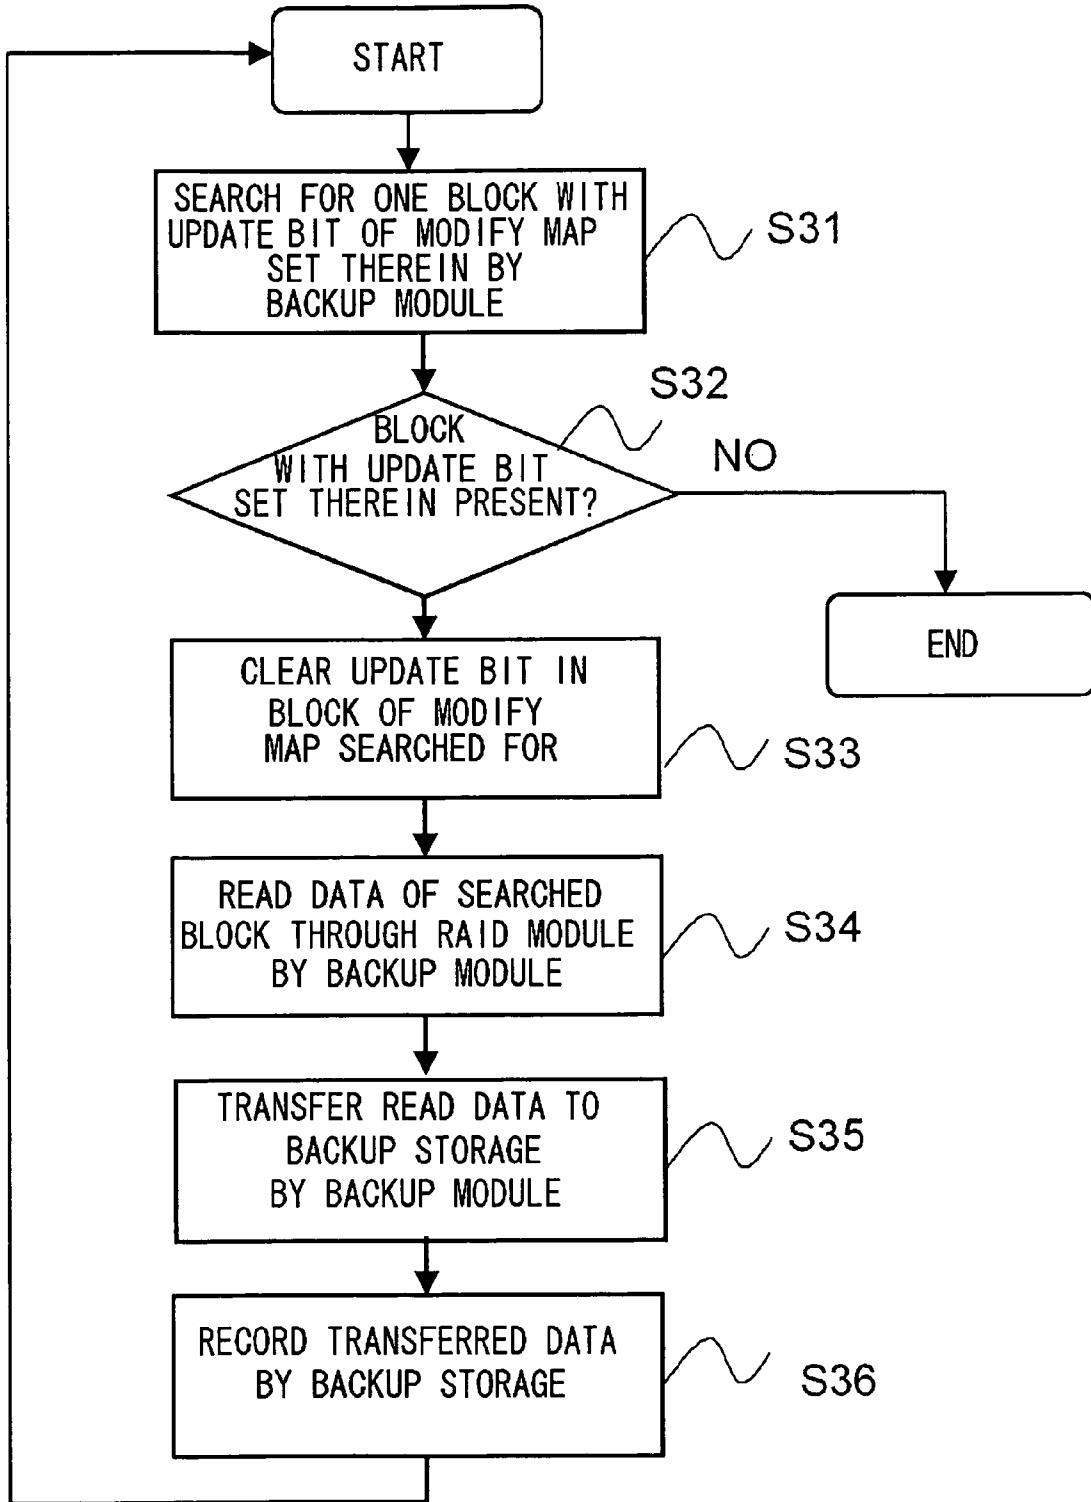 START
SEARCH FOR ONE BLOCK WITH
UPDATE BIT OF MODIFY MAP
SET THEREIN BY
BACKUP MODULE
S31
S32
BLOCK
WITH UPDATE BIT
SET THEREIN PRESENT?
NO
END
CLEAR UPDATE BIT IN
BLOCK OF MODIFY
MAP SEARCHED FOR
S33
READ DATA OF SEARCHED
BLOCK THROUGH RAID MODULE
BY BACKUP MODULE
S34
TRANSFER READ DATA TO
BACKUP STORAGE
BY BACKUP MODULE
S35
RECORD TRANSFERRED DATA
BY BACKUP STORAGE
S36